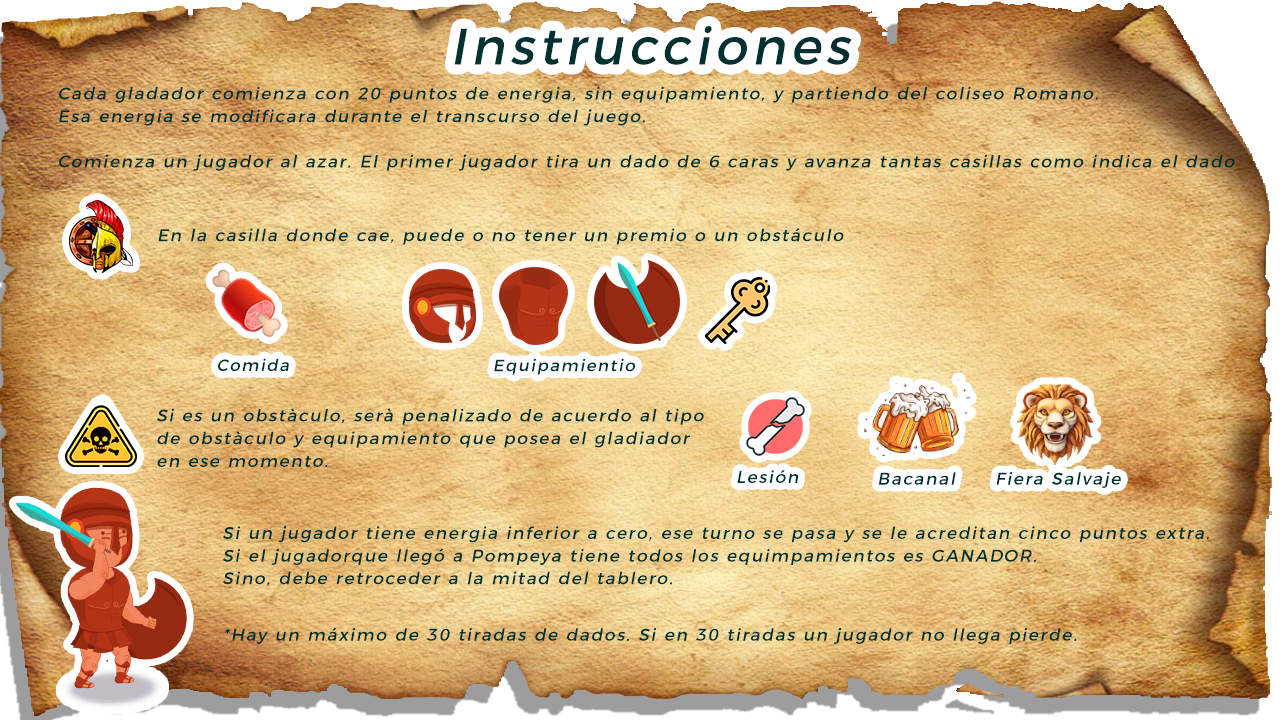 Instrucciones
Cada gladador comienza con 20 puntos de energia, sin equipamiento, y partiendo del coliseo Romano.
Esa energia se modificara durante el transcurso del juego.
Comienza un jugador al azar. El primer jugador tira un dado de 6 caras y avanza tantas casillas como indica el dado
En la casilla donde cae, puede o no tener un premio o un obstáculo
Comida
Equipamientio
Si es un obstàculo, serà penalizado de acuerdo al tipo
de obstàculo y equipamiento que posea el gladiador
en ese momento.
Lesión
Bacanal
Fiera Salvaje
Si un jugador tiene energia inferior a cero, ese turno se pasa y se le acreditan cinco puntos extra.
Si el jugadorque llegó a Pompeya tiene todos los equimpamientos es GANADOR.
Sino, debe retroceder a la mitad del tablero.
*Hay un máximo de 30 tiradas de dados. Si en 30 tiradas un jugador no llega pierde.